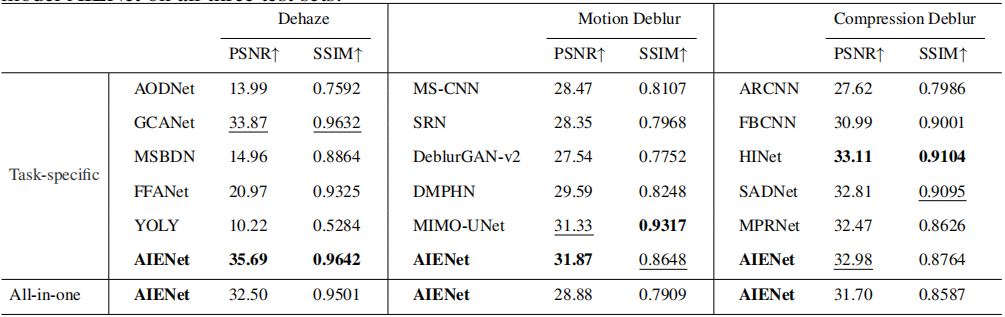 model AIENet on all three test sets.
Dehaze Motion Deblur Compression Deblur
PSNR↑ SSIM↑ PSNR↑ SSIM↑ PSNR↑ SSIM↑
AODNet 13.99 0.7592 MS-CNN 28.47 0.8107 ARCNN 27.62 0.7986
GCANet 33.87 0.9632 SRN 28.35 0.7968 FBCNN 30.99 0.9001
MSBDN 14.96 0.8864 DeblurGAN-v2 27.54 0.7752 HINet 33.11 0.9104
Task-specific
FFANet 20.97 0.9325 DMPHN 29.59 0.8248 SADNet 32.81 0.9095
YOLY 10.22 0.5284 MIMO-UNet 31.33 0.9317 MPRNet 32.47 0.8626
AIENet 35.69 0.9642 AIENet 31.87 0.8648 AIENet 32.98 0.8764
All-in-one AIENet 32.50 0.9501 AIENet 28.88 0.7909 AIENet 31.70 0.8587